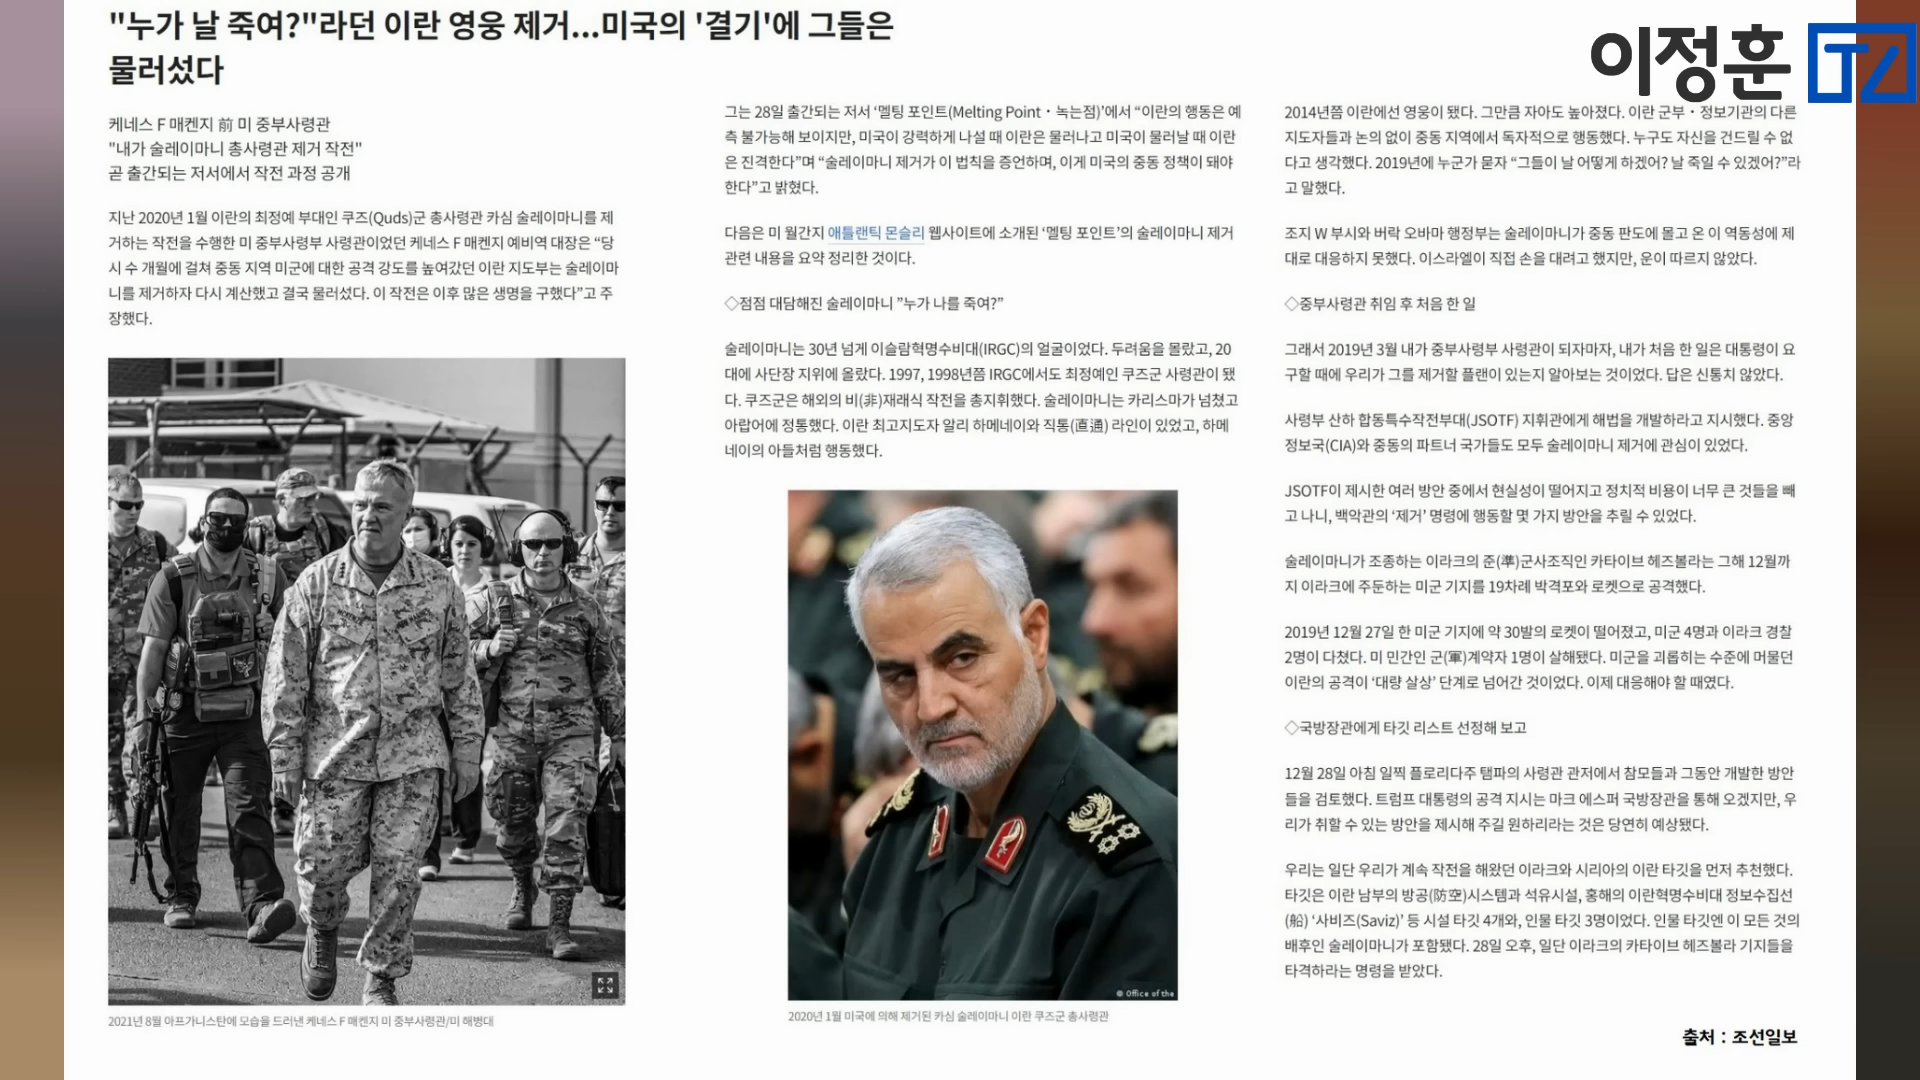 "누가 날 죽여?"라던 이란 영웅 제거...미국의 '결기'에 그들은
물러섰다
이정훈 TV
케네스 F 매켄지 前 미 중부사령관
"내가 술레이마니 총사령관 제거 작전"
곧 출간되는 저서에서 작전 과정 공개
지난 2020년 1월 이란의 최정예 부대인 쿠즈(Quds)군 총사령관 카심 술레이마니를 제
거하는 작전을 수행한 미 중부사령부 사령관이었던 케네스 F 매켄지 예비역 대장은 “당
시 수 개월에 걸쳐 중동 지역 미군에 대한 공격 강도를 높여갔던 이란 지도부는 술레이마
니를 제거하자 다시 계산했고 결국 물러섰다. 이 작전은 이후 많은 생명을 구했다”고 주
장했다.
2021년 8월 아프가니스탄에 모습을 드러낸 케네스 F 매켄지 미 중부사령관/미 해병대
그는 28일 출간되는 저서 ‘멜팅 포인트(Melting Point・녹는점)’에서 “이란의 행동은 예
측 불가능해 보이지만, 미국이 강력하게 나설 때 이란은 물러나고 미국이 물러날 때 이란
은 진격한다”며 “술레이마니 제거가 이 법칙을 증언하며, 이게 미국의 중동 정책이 돼야
한다”고 밝혔다.
다음은 미 월간지 애틀랜틱 몬슬리 웹사이트에 소개된 ‘멜팅 포인트’의 술레이마니 제거
관련 내용을 요약 정리한 것이다.
◇점점 대담해진 술레이마니 ”누가 나를 죽여?”
술레이마니는 30년 넘게 이슬람혁명수비대(IRGC)의 얼굴이었다. 두려움을 몰랐고, 20
대에 사단장 지위에 올랐다. 1997, 1998년쯤 IRGC에서도 최정예인 쿠즈군 사령관이 됐
다. 쿠즈군은 해외의 비(非)재래식 작전을 총지휘했다. 술레이마니는 카리스마가 넘쳤고
아랍어에 정통했다. 이란 최고지도자 알리 하메네이와 직통(直通) 라인이 있었고, 하메
네이의 아들처럼 행동했다.
© Office of the
2020년 1월 미국에 의해 제거된 카심 술레이마니 이란 쿠즈군 총사령관
2014년쯤 이란에선 영웅이 됐다. 그만큼 자아도 높아졌다. 이란 군부・정보기관의 다른
지도자들과 논의 없이 중동 지역에서 독자적으로 행동했다. 누구도 자신을 건드릴 수 없
다고 생각했다. 2019년에 누군가 묻자 “그들이 날 어떻게 하겠어? 날 죽일 수 있겠어?”라
고 말했다.
조지 W 부시와 버락 오바마 행정부는 술레이마니가 중동 판도에 몰고 온 이 역동성에 제
대로 대응하지 못했다. 이스라엘이 직접 손을 대려고 했지만, 운이 따르지 않았다.
◇중부사령관 취임 후 처음 한 일
그래서 2019년 3월 내가 중부사령부 사령관이 되자마자, 내가 처음 한 일은 대통령이 요
구할 때에 우리가 그를 제거할 플랜이 있는지 알아보는 것이었다. 답은 신통치 않았다.
사령부 산하 합동특수작전부대(JSOTF) 지휘관에게 해법을 개발하라고 지시했다. 중앙
정보국(CIA)와 중동의 파트너 국가들도 모두 술레이마니 제거에 관심이 있었다.
JSOTF이 제시한 여러 방안 중에서 현실성이 떨어지고 정치적 비용이 너무 큰 것들을 빼
고 나니, 백악관의 ‘제거’ 명령에 행동할 몇 가지 방안을 추릴 수 있었다.
술레이마니가 조종하는 이라크의 준(準)군사조직인 카타이브 헤즈볼라는 그해 12월까
지 이라크에 주둔하는 미군 기지를 19차례 박격포와 로켓으로 공격했다.
2019년 12월 27일 한 미군 기지에 약 30발의 로켓이 떨어졌고, 미군 4명과 이라크 경찰
2명이 다쳤다. 미 민간인 군(軍)계약자 1명이 살해됐다. 미군을 괴롭히는 수준에 머물던
이란의 공격이 ‘대량 살상’ 단계로 넘어간 것이었다. 이제 대응해야 할 때였다.
◇국방장관에게 타깃 리스트 선정해 보고
12월 28일 아침 일찍 플로리다주 탬파의 사령관 관저에서 참모들과 그동안 개발한 방안
들을 검토했다. 트럼프 대통령의 공격 지시는 마크 에스퍼 국방장관을 통해 오겠지만, 우
리가 취할 수 있는 방안을 제시해 주길 원하리라는 것은 당연히 예상됐다.
우리는 일단 우리가 계속 작전을 해왔던 이라크와 시리아의 이란 타깃을 먼저 추천했다.
타깃은 이란 남부의 방공(防空)시스템과 석유시설, 홍해의 이란혁명수비대 정보수집선
(船) ‘사비즈(Saviz)’ 등 시설 타깃 4개와, 인물 타깃 3명이었다. 인물 타깃엔 이 모든 것의
배후인 술레이마니가 포함됐다. 28일 오후, 일단 이라크의 카타이브 헤즈볼라 기지들을
타격하라는 명령을 받았다.
출처 : 조선일보